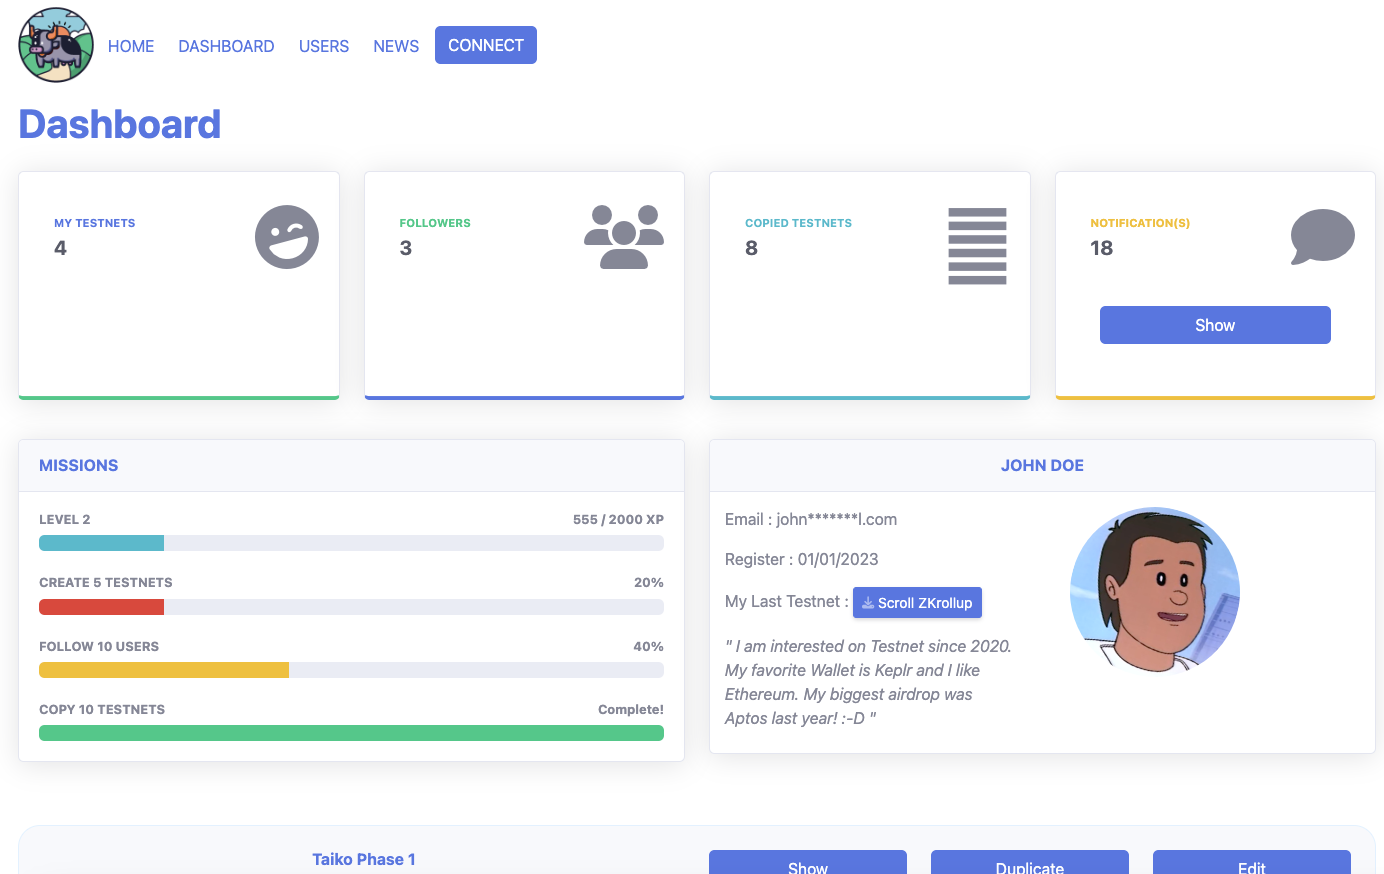 HOME DASHBOARD USERS NEWS CONNECT
Dashboard
MY TESTNETS
4
FOLLOWERS
3
COPIED TESTNETS
8
NOTIFICATION(S)
18
Show
MISSIONS
LEVEL 2 555 / 2000 XP
CREATE 5 TESTNETS 20%
FOLLOW 10 USERS 40%
COPY 10 TESTNETS Complete!
JOHN DOE
Email : john*******l.com
Register : 01/01/2023
My Last Testnet : Scroll ZKrollup
" I am interested on Testnet since 2020.
My favorite Wallet is Keplr and I like
Ethereum. My biggest airdrop was
Aptos last year! :-D "
Taiko Phase 1 Show Duplicate Edit